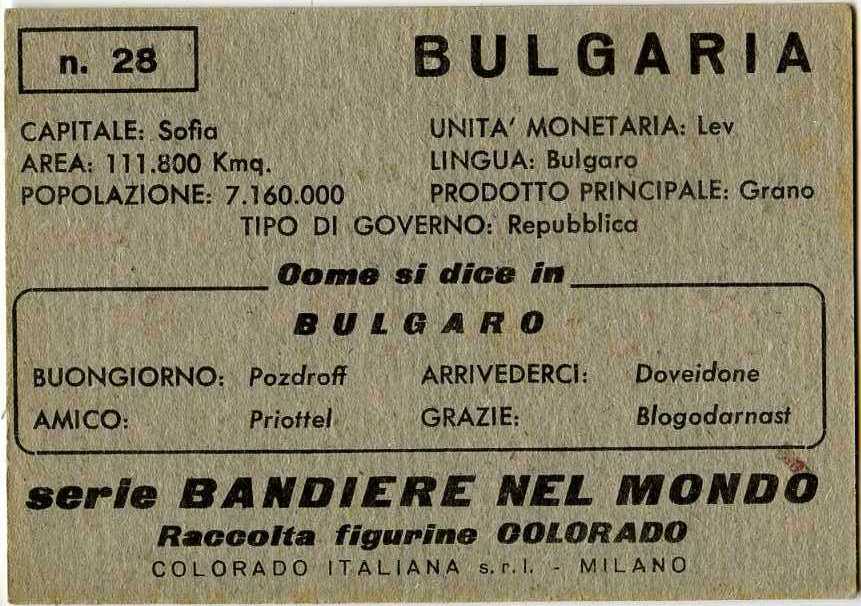 n. 28
BULGARIA
CAPITALE: Sofia
UNITA' MONETARIA: Lev
AREA: 111.800 Kmq.
LINGUA: Bulgaro
POPOLAZIONE: 7.160.000
PRODOTTO PRINCIPALE: Grano
TIPO DI GOVERNO: Repubblica
Come si dice in
BULGARO
BUONGIORNO: Pozdroff
ARRIVEDERCI: Doveidone
AMICO: Priottel
GRAZIE: Blogodarnast
serie BANDIERE NEL MONDO
Raccolta figurine COLORADO
COLORADO ITALIANA s.r.l. - MILANO